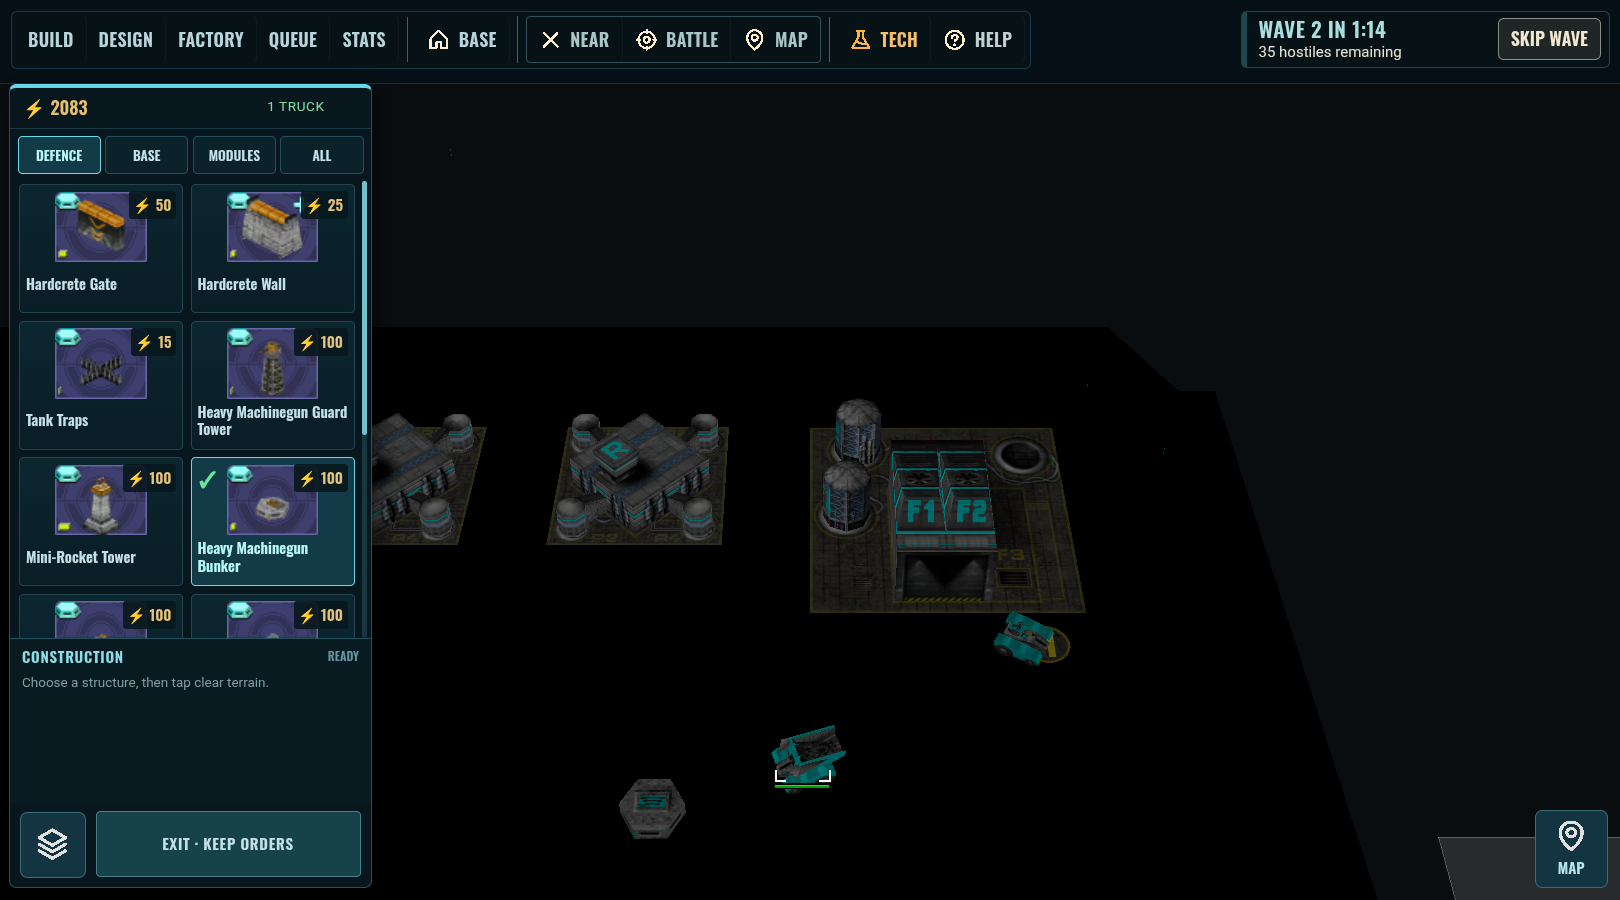 BUILD DESIGN FACTORY QUEUE STATS BASE NEAR BATTLE MAP TECH HELP
WAVE 2 IN 1:14
35 hostiles remaining
SKIP WAVE
2083
1 TRUCK
DEFENCE BASE MODULES ALL
50
Hardcrete Gate
25
Hardcrete Wall
15
Tank Traps
100
Heavy Machinegun Guard
Tower
100
Mini-Rocket Tower
100
Heavy Machinegun
Bunker
100
100
CONSTRUCTION
READY
Choose a structure, then tap clear terrain.
EXIT · KEEP ORDERS
R
F1 F2
F3
MAP